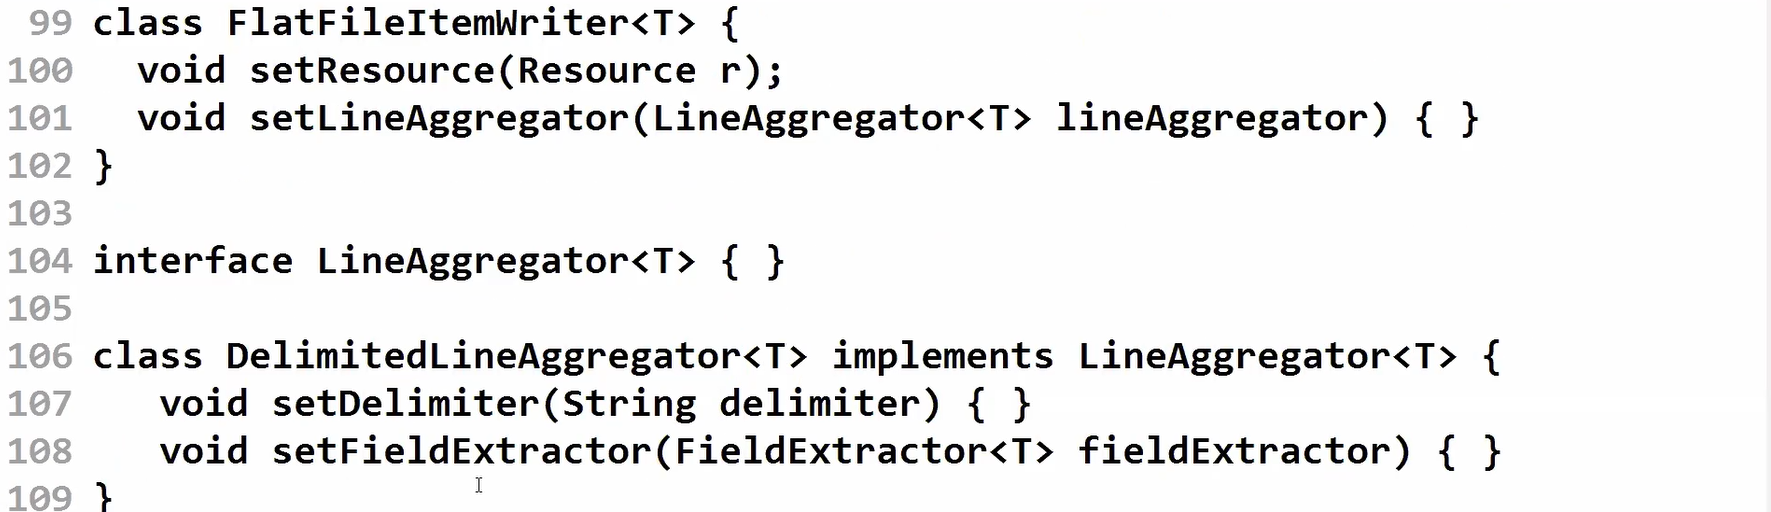 99 class FlatFileItemWriter<T> {
100   void setResource(Resource r);
101   void setLineAggregator(LineAggregator<T> lineAggregator) { }
102 }
103
104 interface LineAggregator<T> { }
105
106 class DelimitedLineAggregator<T> implements LineAggregator<T> {
107    void setDelimiter(String delimiter) { }
108    void setFieldExtractor(FieldExtractor<T> fieldExtractor) { }
109 }